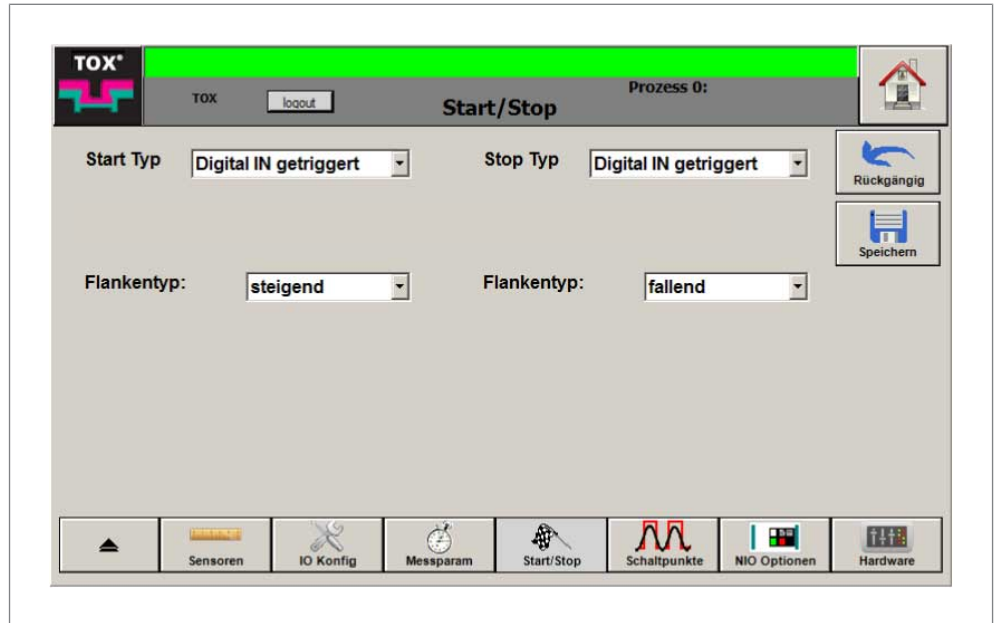 TOX®
TOX
logout
Start/Stop
Prozess 0:
Start Typ
Digital IN getriggert
Stop Typ
Digital IN getriggert
Rückgängig
Speichern
Flankentyp:
steigend
Flankentyp:
fallend
Sensoren
IO Konfig
Messparam
Start/Stop
Schaltpunkte
NIO Optionen
Hardware